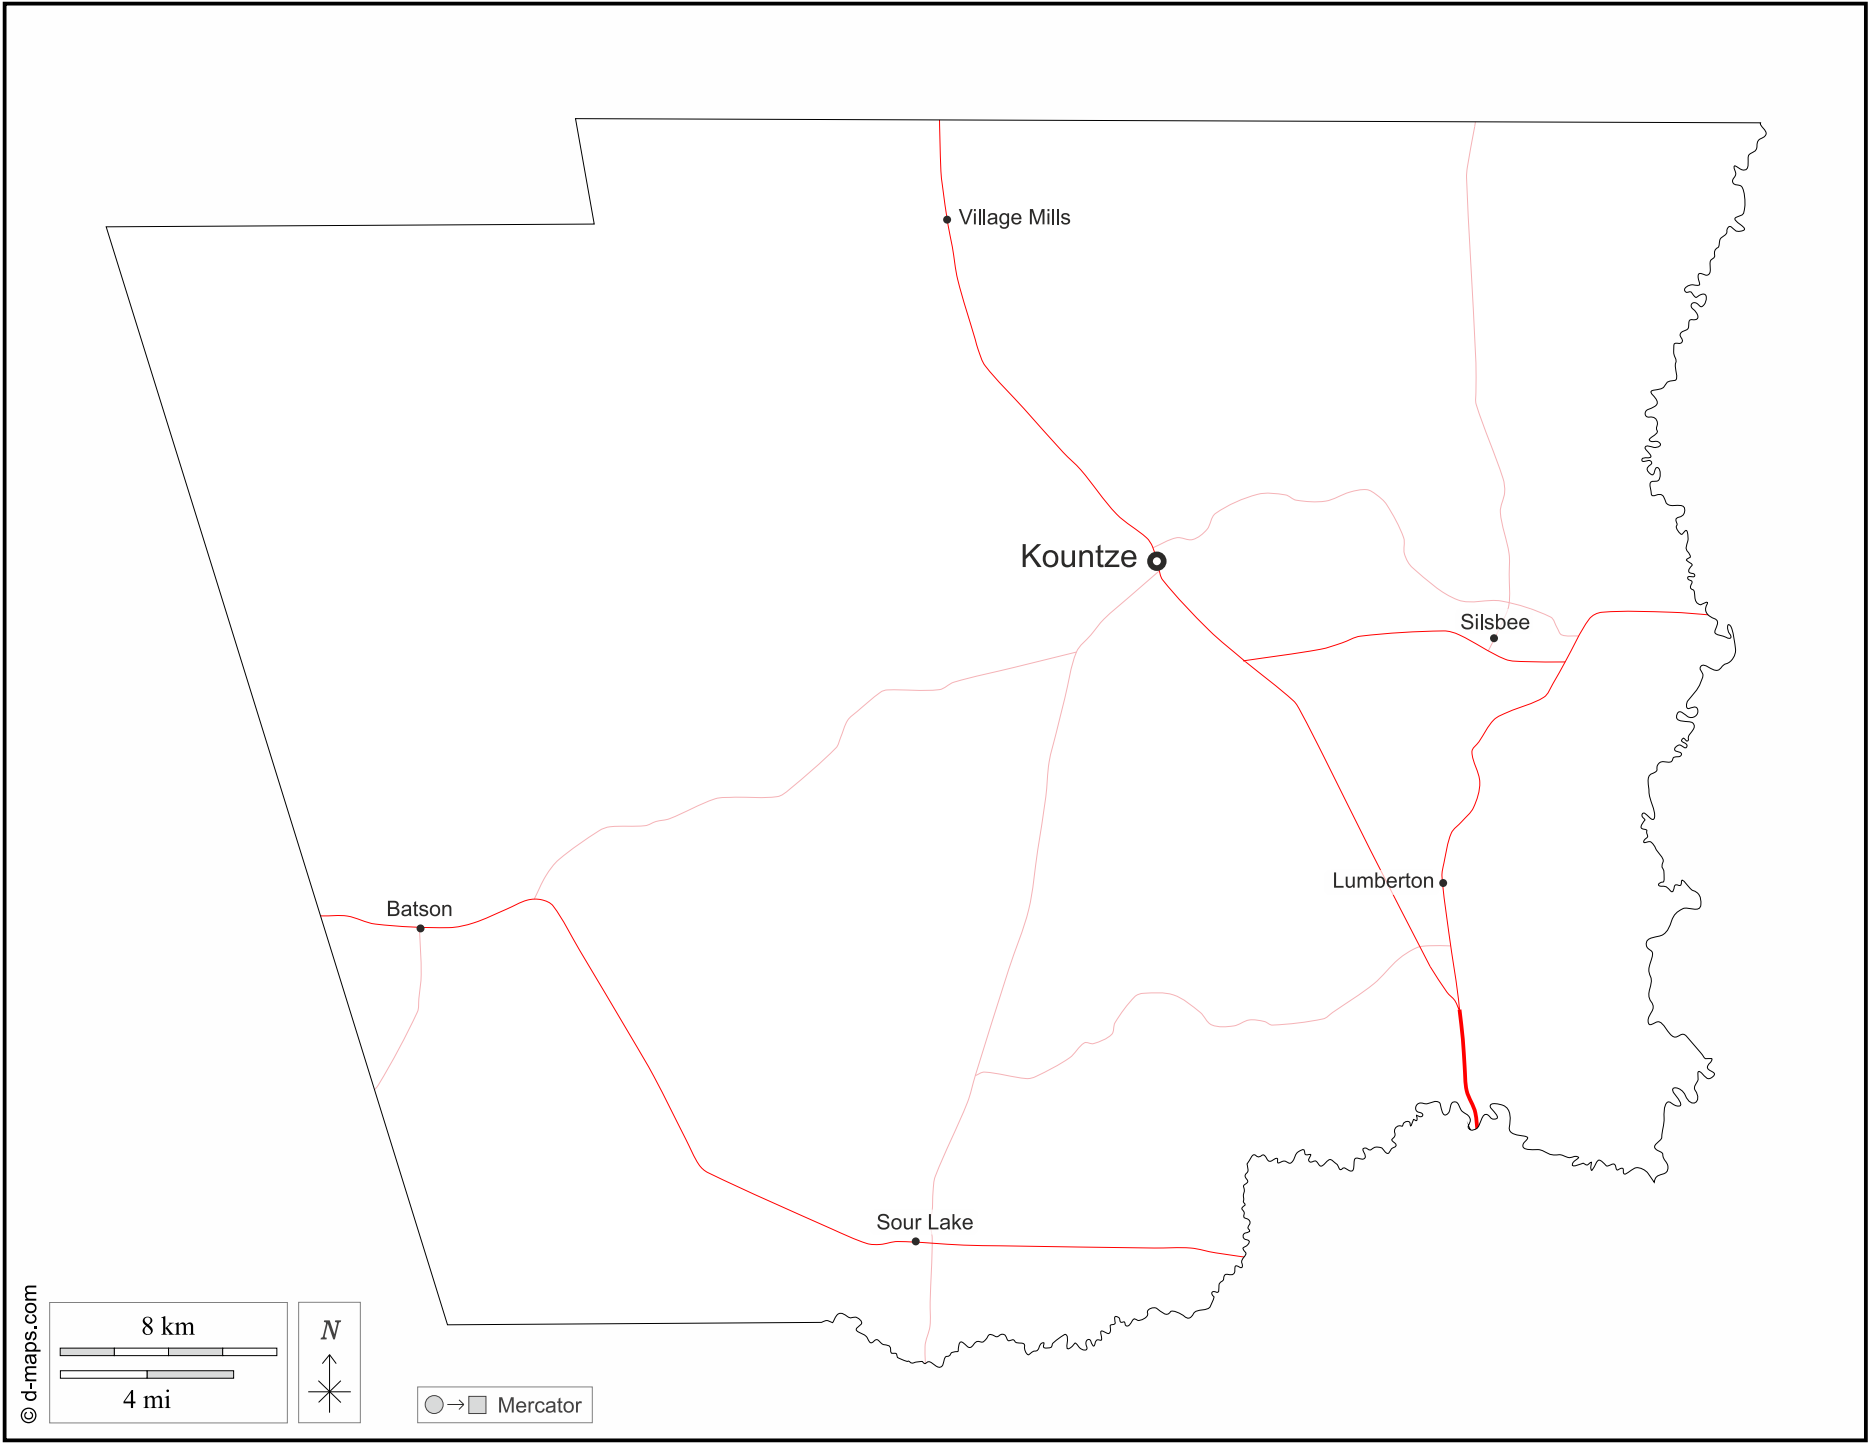 Village Mills
Kountze
Silsbee
Lumberton
Batson
Sour Lake
© d-maps.com
8 km
4 mi
N
Mercator